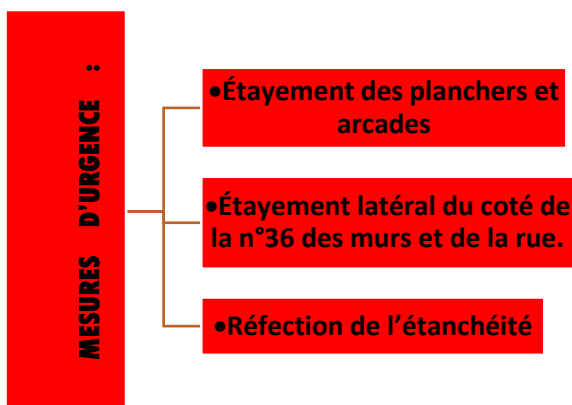 MESURES D'URGENCE :
•Étayement des planchers et
arcades
•Étayement latéral du coté de
la n°36 des murs et de la rue.
•Réfection de l’étanchéité